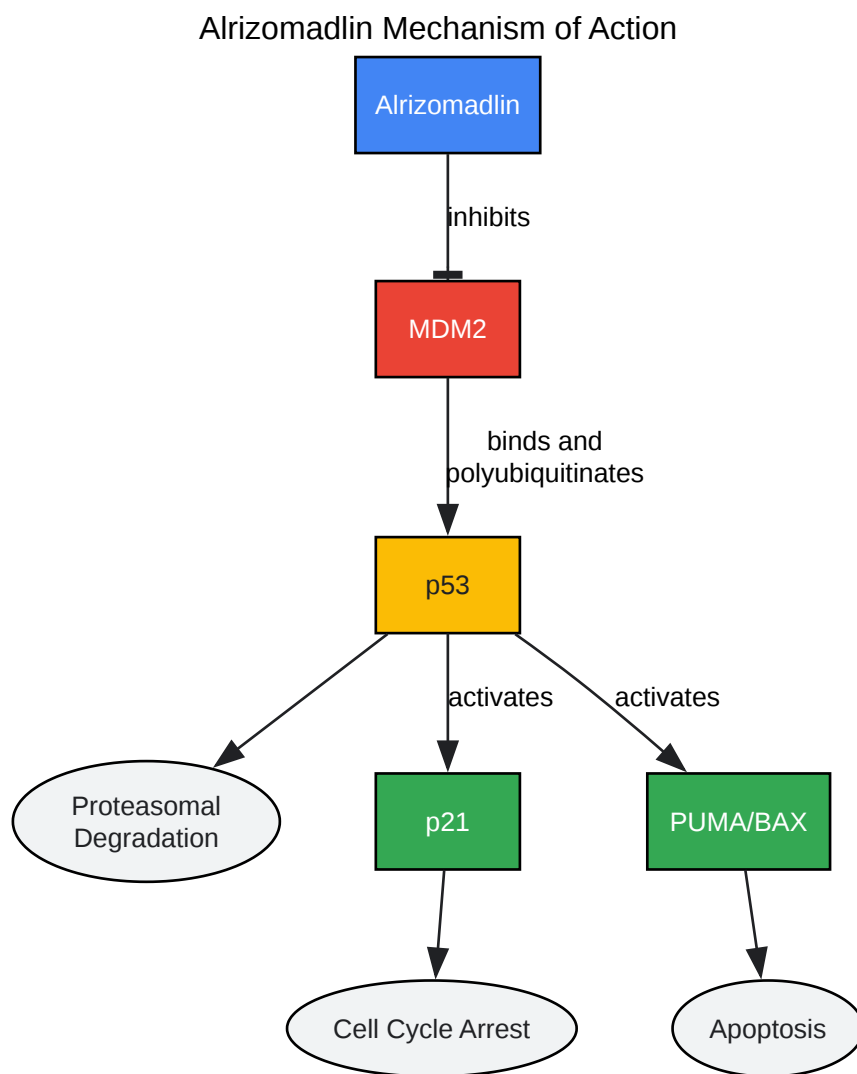 Alrizomadlin Mechanism of Action
Alrizomadlin
inhibits
MDM2
binds and
polyubiquitinates
p53
activates
activates
Proteasomal
Degradation
p21
PUMA/BAX
Cell Cycle Arrest
Apoptosis